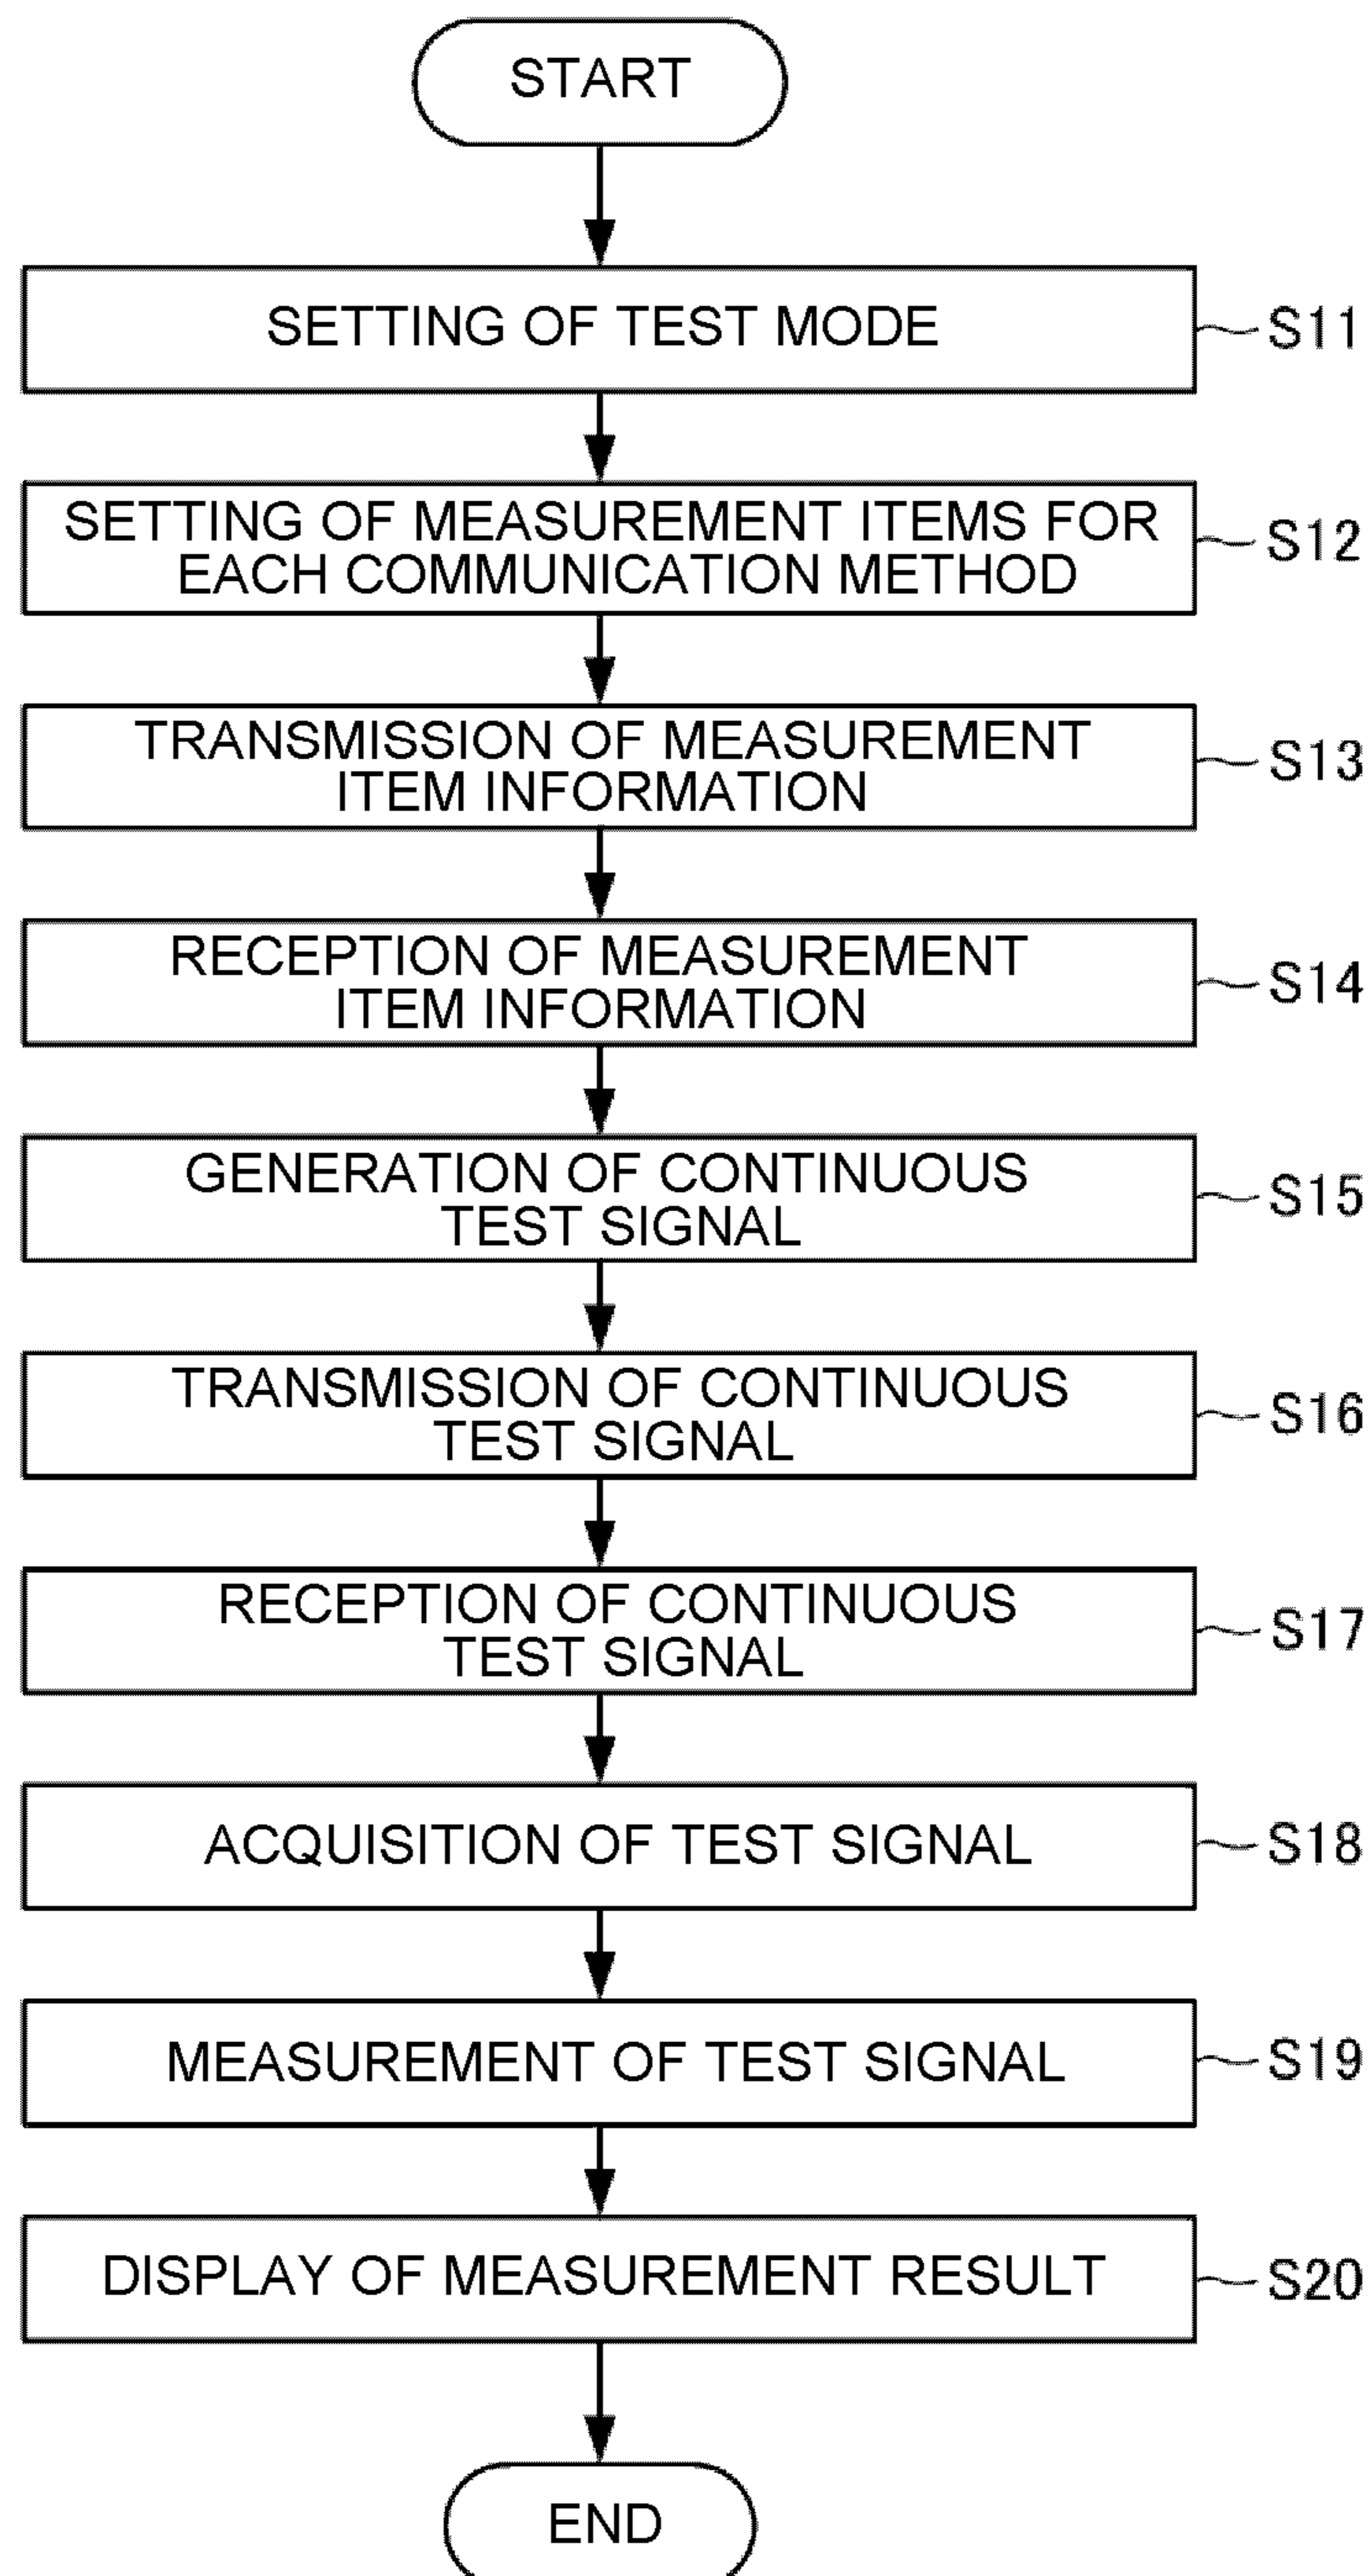 START
SETTING OF TEST MODE
S11
SETTING OF MEASUREMENT ITEMS FOR
EACH COMMUNICATION METHOD
S12
TRANSMISSION OF MEASUREMENT
ITEM INFORMATION
S13
RECEPTION OF MEASUREMENT
ITEM INFORMATION
S14
GENERATION OF CONTINUOUS
TEST SIGNAL
S15
TRANSMISSION OF CONTINUOUS
TEST SIGNAL
S16
RECEPTION OF CONTINUOUS
TEST SIGNAL
S17
ACQUISITION OF TEST SIGNAL
S18
MEASUREMENT OF TEST SIGNAL
S19
DISPLAY OF MEASUREMENT RESULT
S20
END